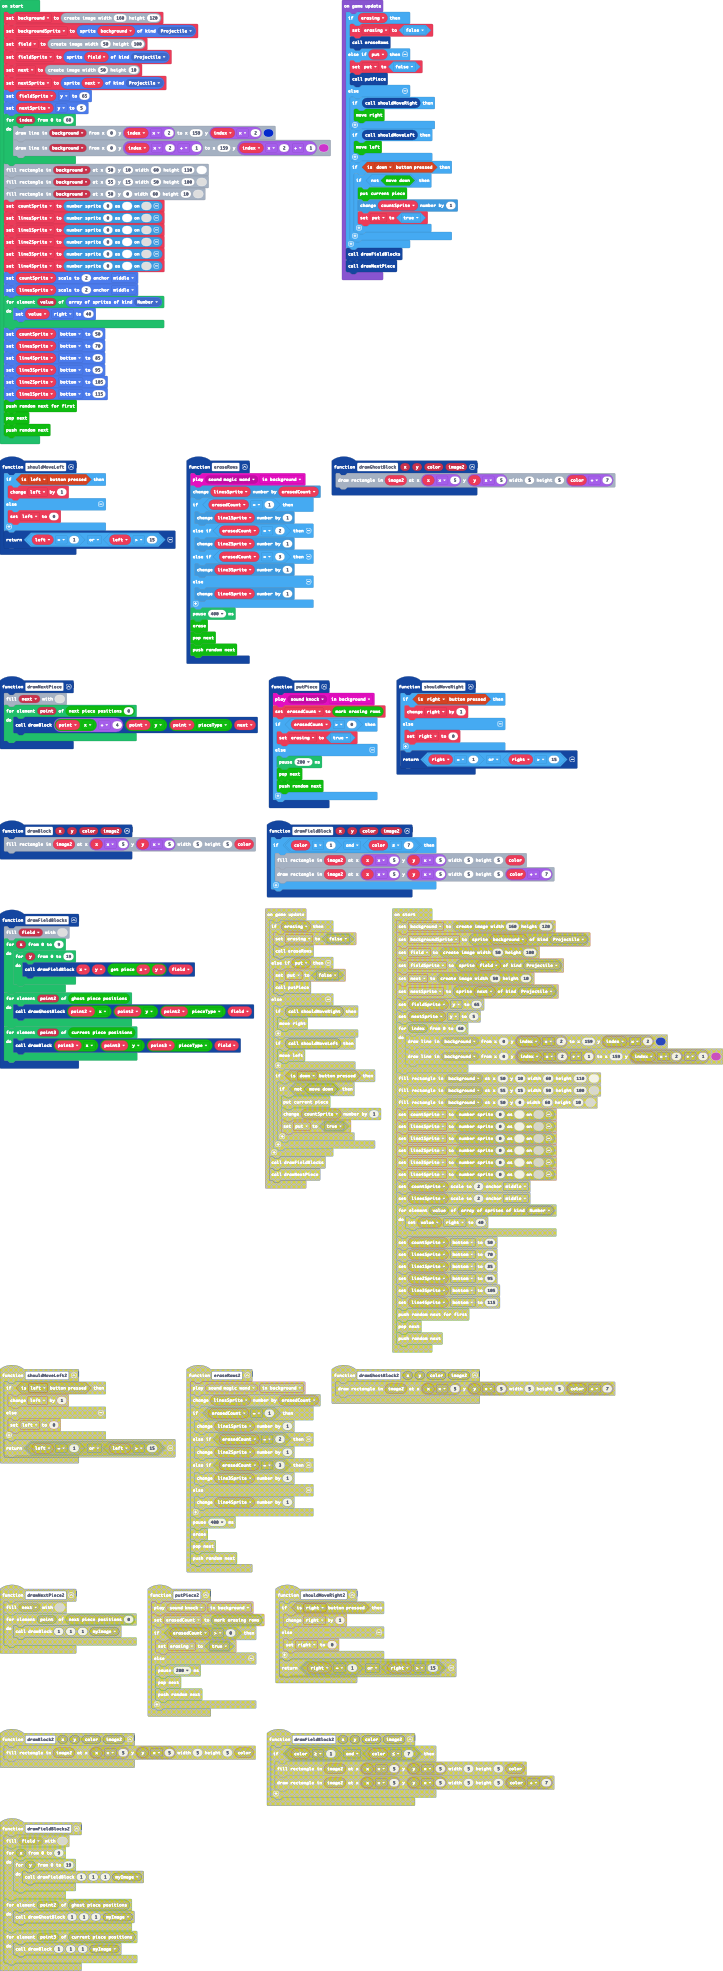 on start
set background to create image width 160 height 120
set backgroundSprite to sprite background of kind Projectile
set field to create image width 50 height 100
set fieldSprite to sprite field of kind Projectile
set next to create image width 50 height 10
set nextSprite to sprite next of kind Projectile
set fieldSprite y to 65
set nextSprite y to 5
for index from 0 to 60
do draw line in background from x 0 y index x 2 to x 159 y index x 2
draw line in background from x 0 y index x 2 + 1 to x 159 y index x 2 + 1
fill rectangle in background at x 50 y 10 width 60 height 110
fill rectangle in background at x 55 y 15 width 50 height 100
fill rectangle in background at x 50 y 0 width 60 height 10
set countSprite to number sprite 0 as on
set linesSprite to number sprite 0 as on
set line1Sprite to number sprite 0 as on
set line2Sprite to number sprite 0 as on
set line3Sprite to number sprite 0 as on
set line4Sprite to number sprite 0 as on
set countSprite scale to 2 anchor middle
set linesSprite scale to 2 anchor middle
for element value of array of sprites of kind Number
do set value right to 40
set countSprite bottom to 50
set linesSprite bottom to 70
set line4Sprite bottom to 85
set line3Sprite bottom to 95
set line2Sprite bottom to 105
set line1Sprite bottom to 115
push random next for first
pop next
push random next
on game update
if erasing then
set erasing to false
call eraseRows
else if put then
set put to false
call putPiece
else
if call shouldMoveRight then
move right
if call shouldMoveLeft then
move left
if is down button pressed then
if not move down then
put current piece
change countSprite number by 1
set put to true
call drawFieldBlocks
call drawNextPiece
function shouldMoveLeft
if is left button pressed then
change left by 1
else
set left to 0
return left = 1 or left > 15
function eraseRows
play sound magic wand in background
change linesSprite number by erasedCount
if erasedCount = 1 then
change line1Sprite number by 1
else if erasedCount = 2 then
change line2Sprite number by 1
else if erasedCount = 3 then
change line3Sprite number by 1
else
change line4Sprite number by 1
pause 400 ms
erase
pop next
push random next
function drawGhostBlock x y color image2
draw rectangle in image2 at x x x 5 y y x 5 width 5 height 5 color + 7
function drawNextPiece
fill next with
for element point of next piece positions 0
do call drawBlock point x + 4 point y point pieceType next
function putPiece
play sound knock in background
set erasedCount to mark erasing rows
if erasedCount > 0 then
set erasing to true
else
pause 200 ms
pop next
push random next
function shouldMoveRight
if is right button pressed then
change right by 1
else
set right to 0
return right = 1 or right > 15
function drawBlock x y color image2
fill rectangle in image2 at x x x 5 y y x 5 width 5 height 5 color
function drawFieldBlock x y color image2
if color ≥ 1 and color ≤ 7 then
fill rectangle in image2 at x x x 5 y y x 5 width 5 height 5 color
draw rectangle in image2 at x x x 5 y y x 5 width 5 height 5 color + 7
function drawFieldBlocks
fill field with
for x from 0 to 9
do for y from 0 to 19
do call drawFieldBlock x y get piece x y field
for element point2 of ghost piece positions
do call drawGhostBlock point2 x point2 y point2 pieceType field
for element point3 of current piece positions
do call drawBlock point3 x point3 y point3 pieceType field
on game update
if erasing then
set erasing to false
call eraseRows
else if put then
set put to false
call putPiece
else
if call shouldMoveRight then
move right
if call shouldMoveLeft then
move left
if is down button pressed then
if not move down then
put current piece
change countSprite number by 1
set put to true
call drawFieldBlocks
call drawNextPiece
on start
set background to create image width 160 height 120
set backgroundSprite to sprite background of kind Projectile
set field to create image width 50 height 100
set fieldSprite to sprite field of kind Projectile
set next to create image width 50 height 10
set nextSprite to sprite next of kind Projectile
set fieldSprite y to 65
set nextSprite y to 5
for index from 0 to 60
do draw line in background from x 0 y index x 2 to x 159 y index x 2
draw line in background from x 0 y index x 2 + 1 to x 159 y index x 2 + 1
fill rectangle in background at x 50 y 10 width 60 height 110
fill rectangle in background at x 55 y 15 width 50 height 100
fill rectangle in background at x 50 y 0 width 60 height 10
set countSprite to number sprite 0 as on
set linesSprite to number sprite 0 as on
set line1Sprite to number sprite 0 as on
set line2Sprite to number sprite 0 as on
set line3Sprite to number sprite 0 as on
set line4Sprite to number sprite 0 as on
set countSprite scale to 2 anchor middle
set linesSprite scale to 2 anchor middle
for element value of array of sprites of kind Number
do set value right to 40
set countSprite bottom to 50
set linesSprite bottom to 70
set line4Sprite bottom to 85
set line3Sprite bottom to 95
set line2Sprite bottom to 105
set line1Sprite bottom to 115
push random next for first
pop next
push random next
function shouldMoveLeft2
if is left button pressed then
change left by 1
else
set left to 0
return left = 1 or left > 15
function eraseRows2
play sound magic wand in background
change linesSprite number by erasedCount
if erasedCount = 1 then
change line1Sprite number by 1
else if erasedCount = 2 then
change line2Sprite number by 1
else if erasedCount = 3 then
change line3Sprite number by 1
else
change line4Sprite number by 1
pause 400 ms
erase
pop next
push random next
function drawGhostBlock2 x y color image2
draw rectangle in image2 at x x x 5 y y x 5 width 5 height 5 color + 7
function drawNextPiece2
fill next with
for element point of next piece positions 0
do call drawBlock 1 1 1 myImage
function putPiece2
play sound knock in background
set erasedCount to mark erasing rows
if erasedCount > 0 then
set erasing to true
else
pause 200 ms
pop next
push random next
function shouldMoveRight2
if is right button pressed then
change right by 1
else
set right to 0
return right = 1 or right > 15
function drawBlock2 x y color image2
fill rectangle in image2 at x x x 5 y y x 5 width 5 height 5 color
function drawFieldBlock2 x y color image2
if color ≥ 1 and color ≤ 7 then
fill rectangle in image2 at x x x 5 y y x 5 width 5 height 5 color
draw rectangle in image2 at x x x 5 y y x 5 width 5 height 5 color + 7
function drawFieldBlocks2
fill field with
for x from 0 to 9
do for y from 0 to 19
do call drawFieldBlock 1 1 1 myImage
for element point2 of ghost piece positions
do call drawGhostBlock 1 1 1 myImage
for element point3 of current piece positions
do call drawBlock 1 1 1 myImage